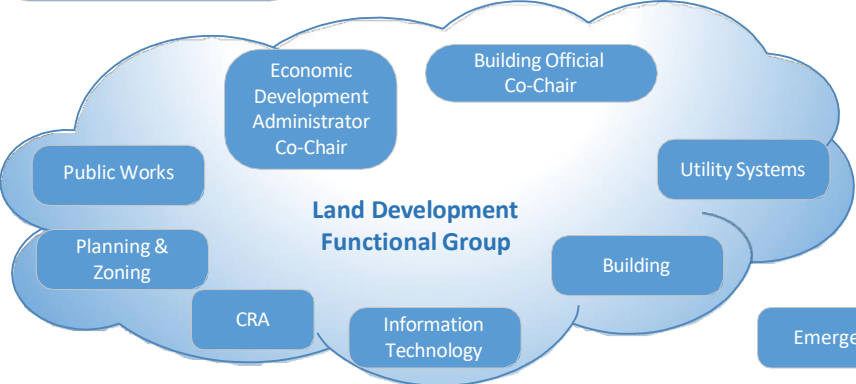 Economic
Development
Administrator
Co-Chair
Building Official
Co-Chair
Public Works
Utility Systems
Land Development
Functional Group
Planning &
Zoning
Building
CRA
Information
Technology